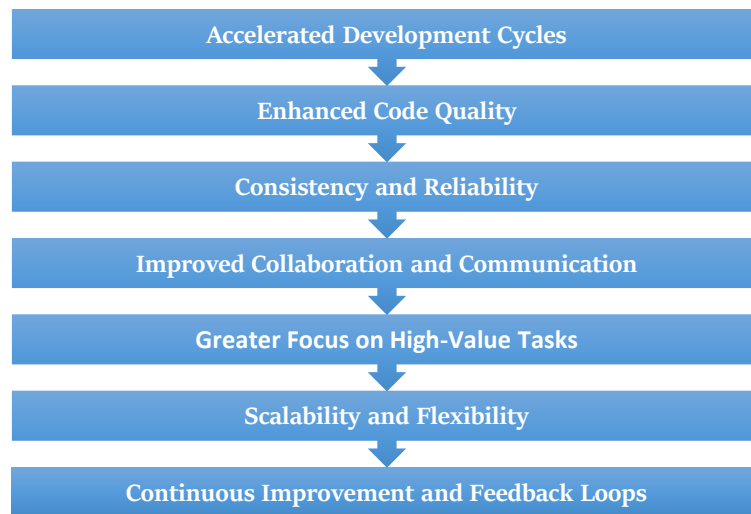 Accelerated Development Cycles
Enhanced Code Quality
Consistency and Reliability
Improved Collaboration and Communication
Greater Focus on High-Value Tasks
Scalability and Flexibility
Continuous Improvement and Feedback Loops